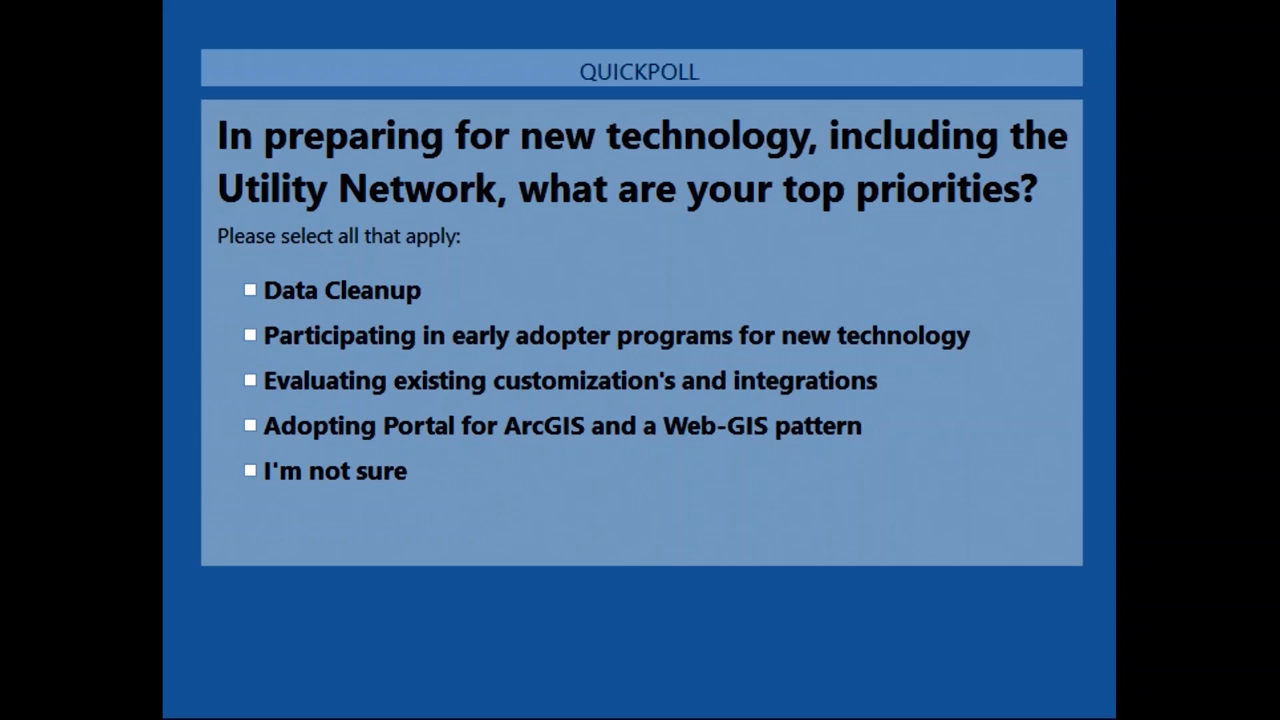 QUICKPOLL
In preparing for new technology, including the
Utility Network, what are your top priorities?
Please select all that apply:
Data Cleanup
Participating in early adopter programs for new technology
Evaluating existing customization's and integrations
Adopting Portal for ArcGIS and a Web-GIS pattern
I'm not sure